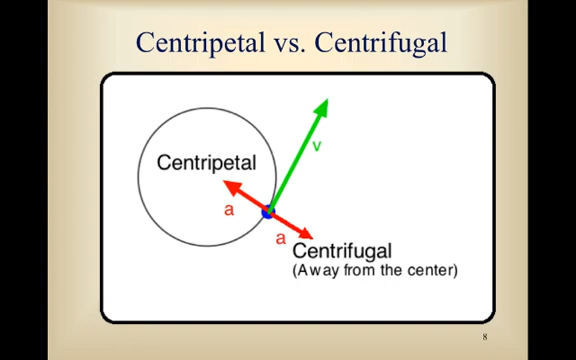 Centripetal vs. Centrifugal
v
Centripetal
a
a
Centrifugal
(Away from the center)
8